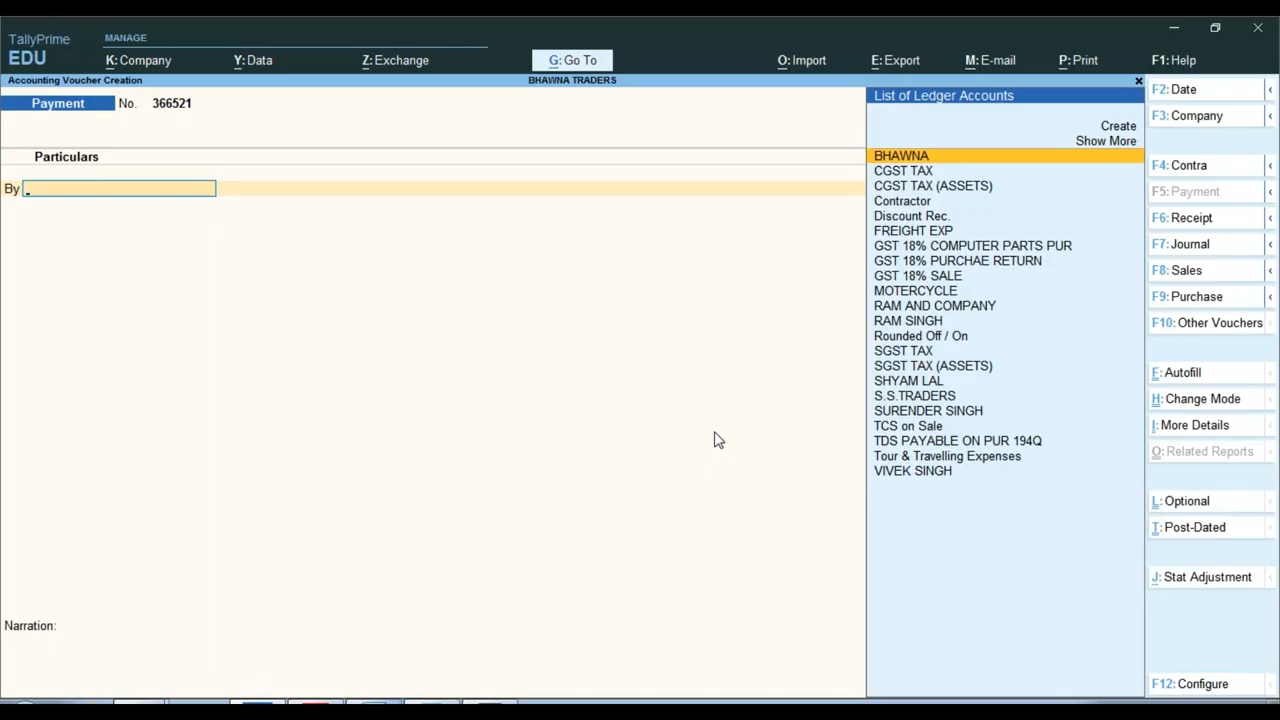 TallyPrime
EDU
MANAGE
K: Company
Y: Data
Z: Exchange
G: Go To
O: Import
E: Export
M: E-mail
P: Print
F1: Help
Accounting Voucher Creation
BHAWNA TRADERS
Payment No. 366521
Particulars
By
Narration:
List of Ledger Accounts
Create
Show More
BHAWNA
CGST TAX
CGST TAX (ASSETS)
Contractor
Discount Rec.
FREIGHT EXP
GST 18% COMPUTER PARTS PUR
GST 18% PURCHAE RETURN
GST 18% SALE
MOTERCYCLE
RAM AND COMPANY
RAM SINGH
Rounded Off / On
SGST TAX
SGST TAX (ASSETS)
SHYAM LAL
S.S.TRADERS
SURENDER SINGH
TCS on Sale
TDS PAYABLE ON PUR 194Q
Tour & Travelling Expenses
VIVEK SINGH
F2: Date
F3: Company
F4: Contra
F5: Payment
F6: Receipt
F7: Journal
F8: Sales
F9: Purchase
F10: Other Vouchers
F: Autofill
H: Change Mode
I: More Details
O: Related Reports
L: Optional
T: Post-Dated
J: Stat Adjustment
F12: Configure